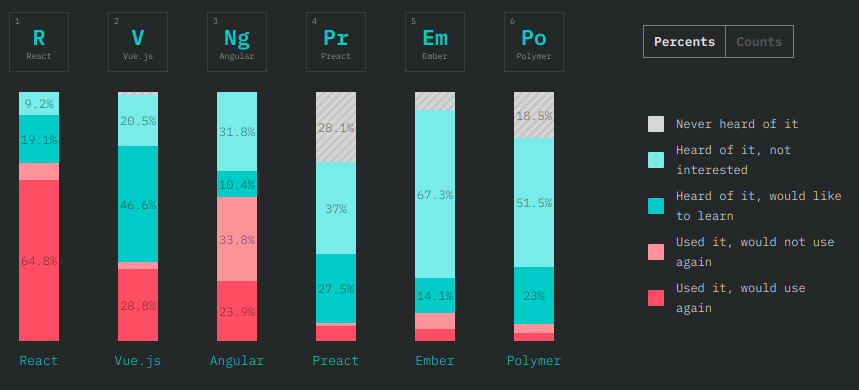 1
R
React
2
V
Vue.js
3
Ng
Angular
4
Pr
Preact
5
Em
Ember
6
Po
Polymer
Percents
Counts
9.2%
19.1%
64.8%
20.5%
46.6%
28.8%
31.8%
10.4%
33.8%
23.9%
28.1%
37%
27.5%
67.3%
14.1%
18.5%
51.5%
23%
React
Vue.js
Angular
Preact
Ember
Polymer
Never heard of it
Heard of it, not
interested
Heard of it, would like
to learn
Used it, would not use
again
Used it, would use
again